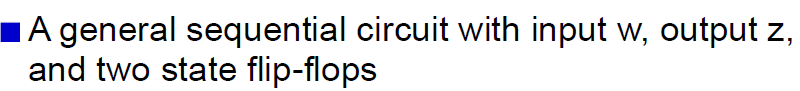 A general sequential circuit with input w, output z,
and two state flip-flops